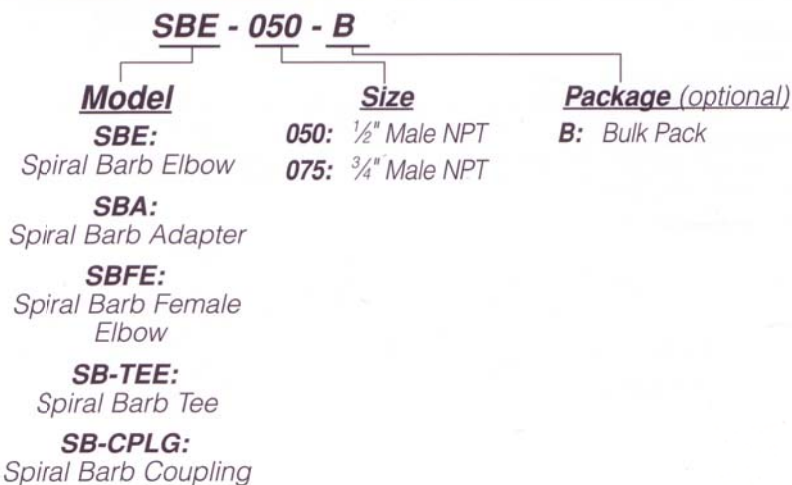 SBE - 050 - B
Model
SBE:
Spiral Barb Elbow
SBA:
Spiral Barb Adapter
SBFE:
Spiral Barb Female
Elbow
SB-TEE:
Spiral Barb Tee
SB-CPLG:
Spiral Barb Coupling
Size
050: ½" Male NPT
075: ¾" Male NPT
Package (optional)
B: Bulk Pack